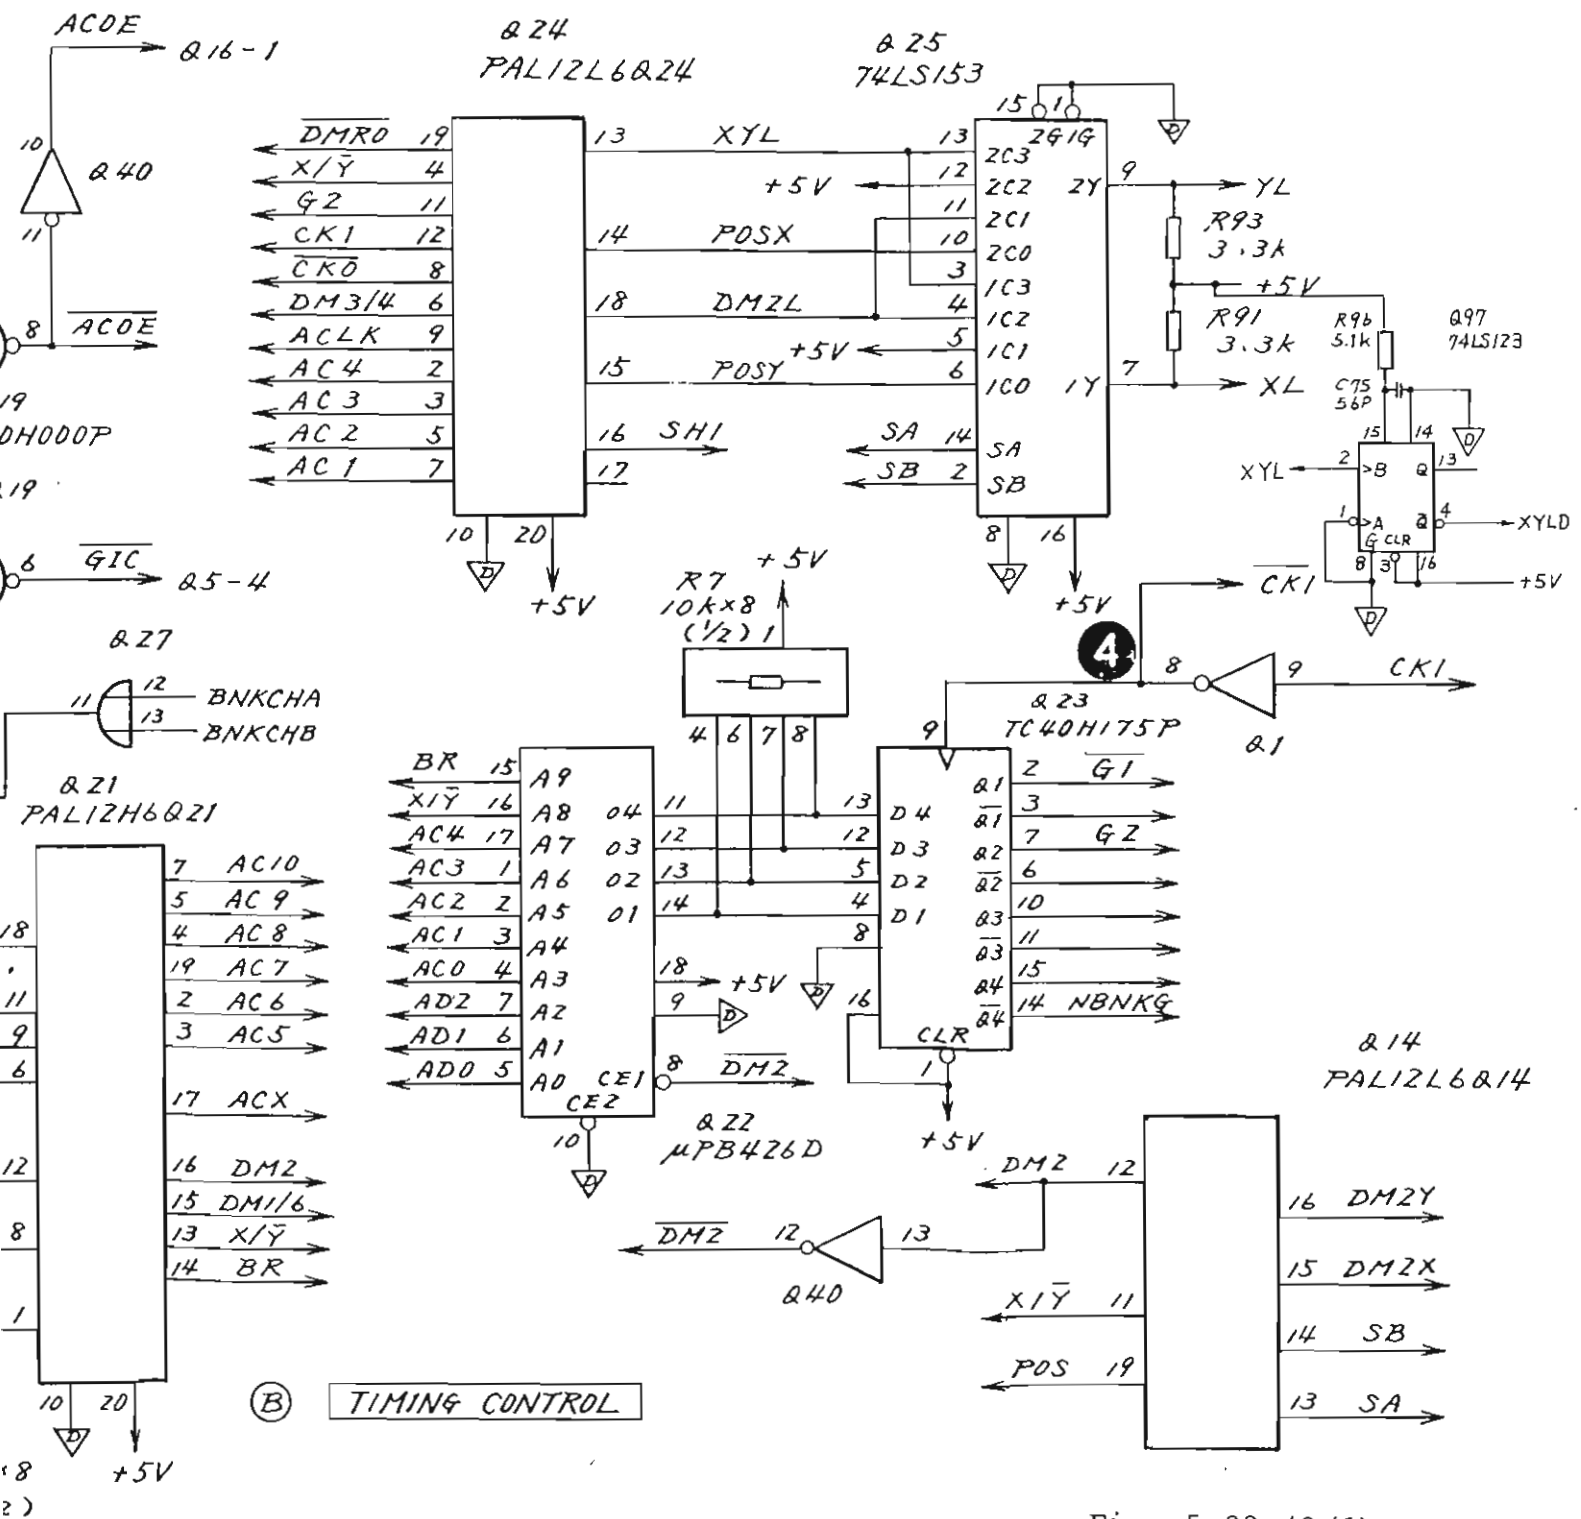 ACOE
Q16-1
10
Q40
11
8
ACOE
19
0H000P
Q19
6
GIC
Q5-4
Q24
PAL12L6Q24
DMR0 19
X/Y 4
G2 11
CK1 12
CK0 8
DM3/4 6
ACLK 9
AC4 2
AC3 3
AC2 5
AC1 7
13 XYL
14 POSX
18 DM2L
15 POSY
16 SH1
17
10 D
20 +5V
Q25
74LS153
15 1
2G 1G
D
13 2C3
+5V 12 2C2
11 2C1
10 2C0
3 1C3
4 1C2
+5V 5 1C1
6 1C0
SA 14 SA
SB 2 SB
2Y 9 YL
R93
3.3k
+5V
R91
3.3k
1Y 7 XL
8 D
16 +5V
R96
5.1k
Q97
74LS123
C75
56P
D
15 14
XYL 2 >B Q 13
1 >A Q 4 XYLD
G CLR
8 3 16
+5V
D
Q27
11
12 BNKCHA
13 BNKCHB
Q21
PAL12H6Q21
18
11
9
6
12
8
1
7 AC10
5 AC9
4 AC8
19 AC7
2 AC6
3 AC5
17 ACX
16 DM2
15 DM1/6
13 X/Y
14 BR
10 D
20 +5V
R7
10k×8
(1/2) 1
+5V
4 6 7 8
4
CK1
8 9 CK1
Q1
Q23
TC40H175P
9
BR 15 A9
X/Y 16 A8
AC4 17 A7
AC3 1 A6
AC2 2 A5
AC1 3 A4
AC0 4 A3
AD2 7 A2
AD1 6 A1
AD0 5 A0
O4 11
O3 12
O2 13
O1 14
18 +5V
9 D
CE1 8 DM2
CE2
10 D
Q22
μPB426D
13 D4
12 D3
5 D2
4 D1
8 D
16
CLR
1
+5V
Q1 2 G1
Q1 3
Q2 7 G2
Q2 6
Q3 10
Q3 11
Q4 15
Q4 14 NBNKG
Q14
PAL12L6Q14
DM2 12
DM2 12 13
Q40
X/Y 11
POS 19
16 DM2Y
15 DM2X
14 SB
13 SA
B TIMING CONTROL